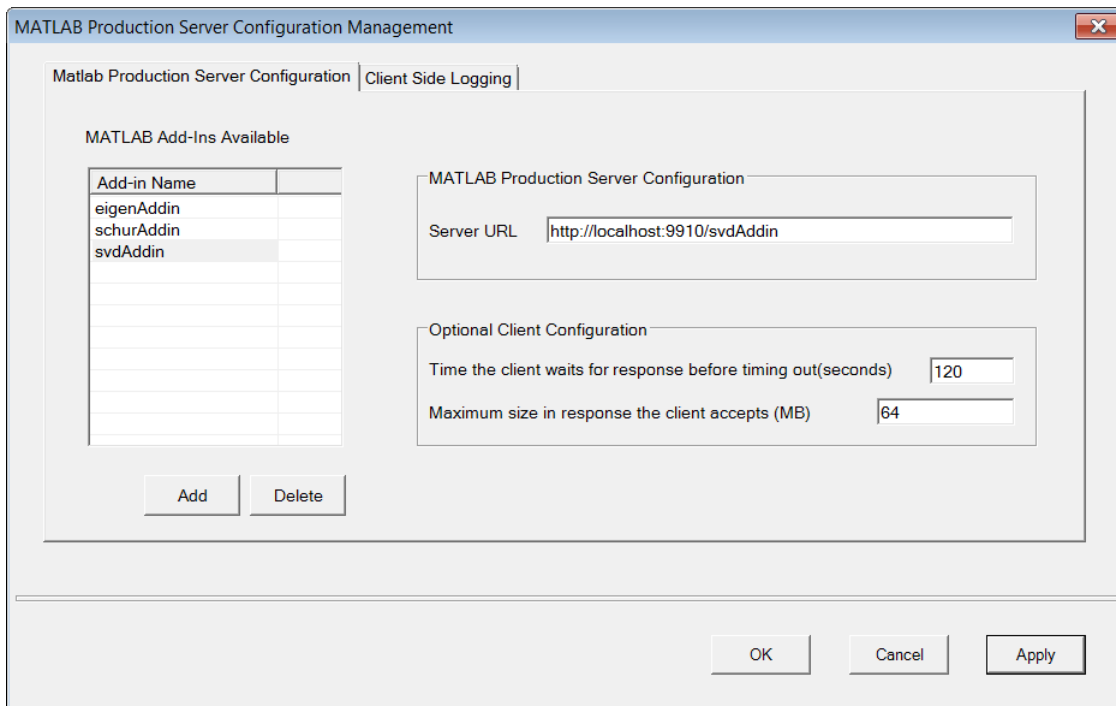 MATLAB Production Server Configuration Management
Matlab Production Server Configuration
Client Side Logging
MATLAB Add-Ins Available
Add-in Name
eigenAddin
schurAddin
svdAddin
Add
Delete
MATLAB Production Server Configuration
Server URL http://localhost:9910/svdAddin
Optional Client Configuration
Time the client waits for response before timing out(seconds) 120
Maximum size in response the client accepts (MB) 64
OK
Cancel
Apply